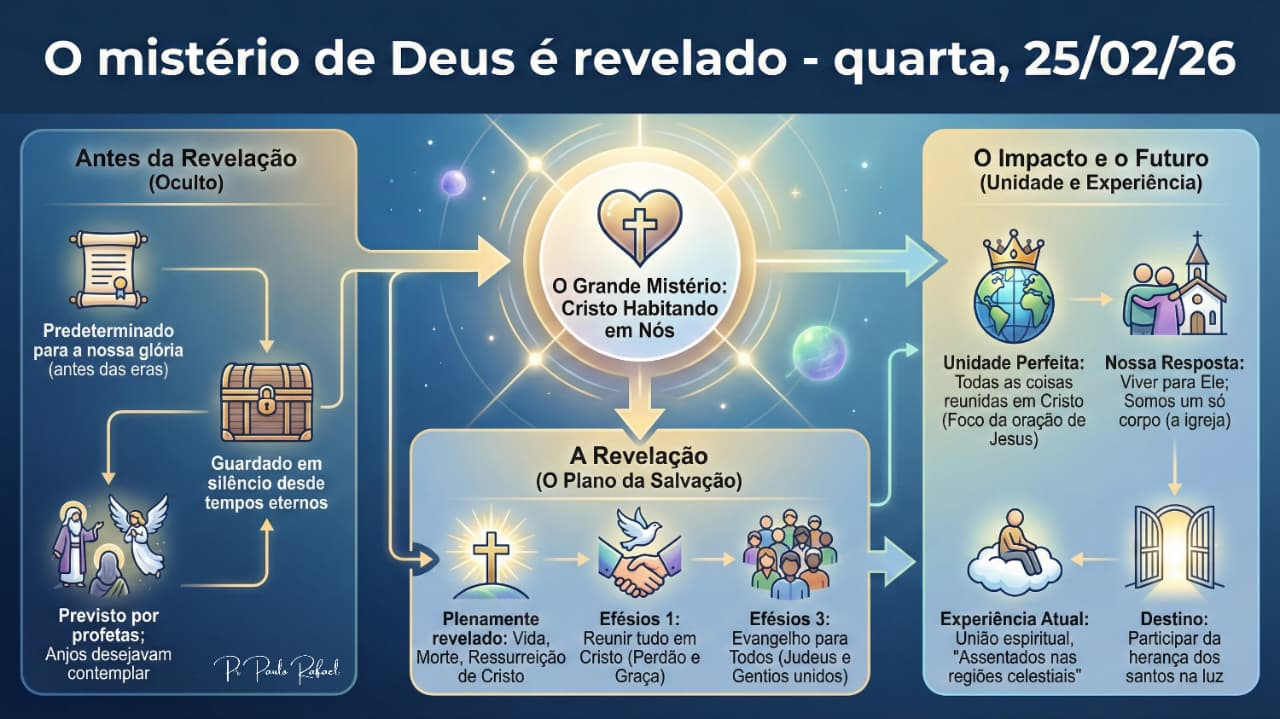 O mistério de Deus é revelado - quarta, 25/02/26
Antes da Revelação
(Oculto)
Predeterminado
para a nossa glória
(antes das eras)
Guardado em
silêncio desde
tempos eternos
Previsto por
profetas;
Anjos desejavam
contemplar
Pr Paulo Rafael
O Grande Mistério:
Cristo Habitando
em Nós
A Revelação
(O Plano da Salvação)
Plenamente
revelado: Vida,
Morte, Ressurreição
de Cristo
Efésios 1:
Reunir tudo em
Cristo (Perdão e
Graça)
Efésios 3:
Evangelho para
Todos (Judeus e
Gentios unidos)
O Impacto e o Futuro
(Unidade e Experiência)
Unidade Perfeita:
Todas as coisas
reunidas em Cristo
(Foco da oração de
Jesus)
Nossa Resposta:
Viver para Ele;
Somos um só
corpo (a igreja)
Experiência Atual:
União espiritual,
"Assentados nas
regiões celestiais"
Destino:
Participar da
herança dos
santos na luz